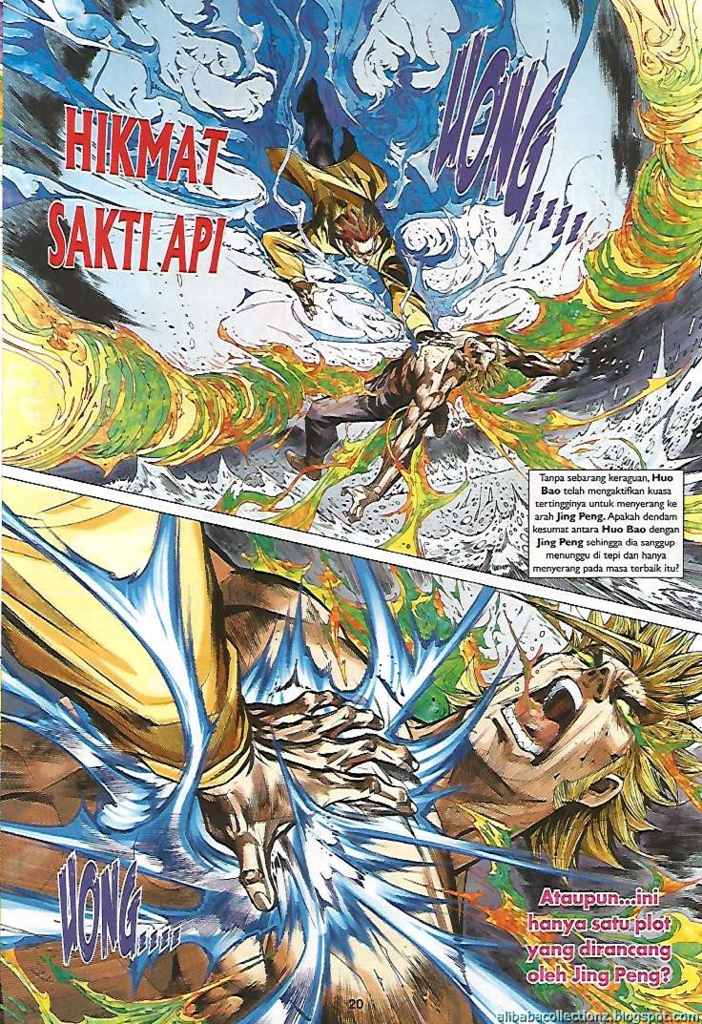 HIKMAT
SAKTI API
UONG.....
Tanpa sebarang keraguan, Huo
Bao telah mengaktifkan kuasa
tertingginya untuk menyerang ke
arah Jing Peng. Apakah dendam
kesumat antara Huo Bao dengan
Jing Peng sehingga dia sanggup
menunggu di tepi dan hanya
menyerang pada masa terbaik itu?
UONG.....
Ataupun...ini
hanya satu plot
yang dirancang
oleh Jing Peng?
20
alibabacollectionz.blogspot.com